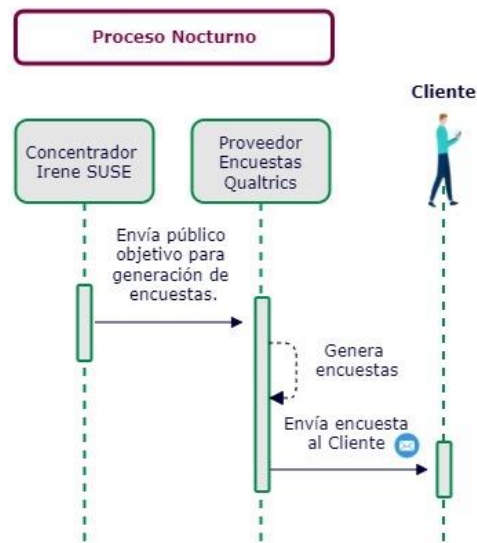 Proceso Nocturno
Cliente
Concentrador
Irene SUSE
Proveedor
Encuestas
Qualtrics
Envía público
objetivo para
generación de
encuestas.
Genera
encuestas
Envía encuesta
al Cliente